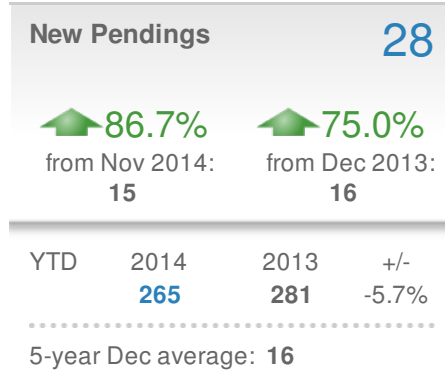 New Pendings 28
86.7% 75.0%
from Nov 2014: from Dec 2013:
15 16
YTD 2014 2013 +/-
265 281 -5.7%
5-year Dec average: 16